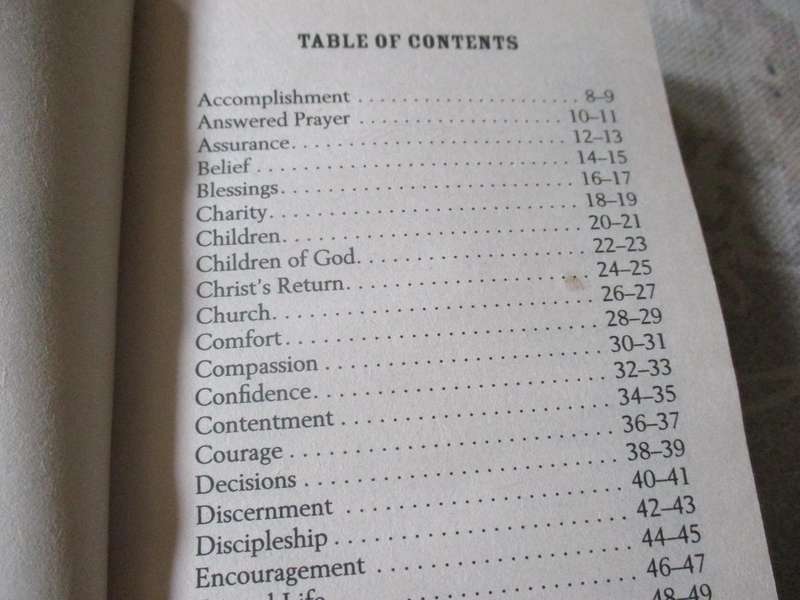 TABLE OF CONTENTS
Accomplishment . . . . . . . . . . . . . . . . . . . . . 8–9
Answered Prayer . . . . . . . . . . . . . . . . . . . 10–11
Assurance. . . . . . . . . . . . . . . . . . . . . . . . . 12–13
Belief . . . . . . . . . . . . . . . . . . . . . . . . . . . . 14–15
Blessings. . . . . . . . . . . . . . . . . . . . . . . . . . 16–17
Charity. . . . . . . . . . . . . . . . . . . . . . . . . . . 18–19
Children. . . . . . . . . . . . . . . . . . . . . . . . . . 20–21
Children of God. . . . . . . . . . . . . . . . . . . . 22–23
Christ's Return. . . . . . . . . . . . . . . . . . . . . 24–25
Church. . . . . . . . . . . . . . . . . . . . . . . . . . . 26–27
Comfort . . . . . . . . . . . . . . . . . . . . . . . . . . 28–29
Compassion . . . . . . . . . . . . . . . . . . . . . . . 30–31
Confidence. . . . . . . . . . . . . . . . . . . . . . . . 32–33
Contentment . . . . . . . . . . . . . . . . . . . . . . 34–35
Courage . . . . . . . . . . . . . . . . . . . . . . . . . . 36–37
Decisions . . . . . . . . . . . . . . . . . . . . . . . . . 38–39
Discernment . . . . . . . . . . . . . . . . . . . . . . 40–41
Discipleship . . . . . . . . . . . . . . . . . . . . . . . 42–43
Encouragement . . . . . . . . . . . . . . . . . . . . 44–45
Life . . . . . . . . . . . . . . . . . . . . 46–47
48–49